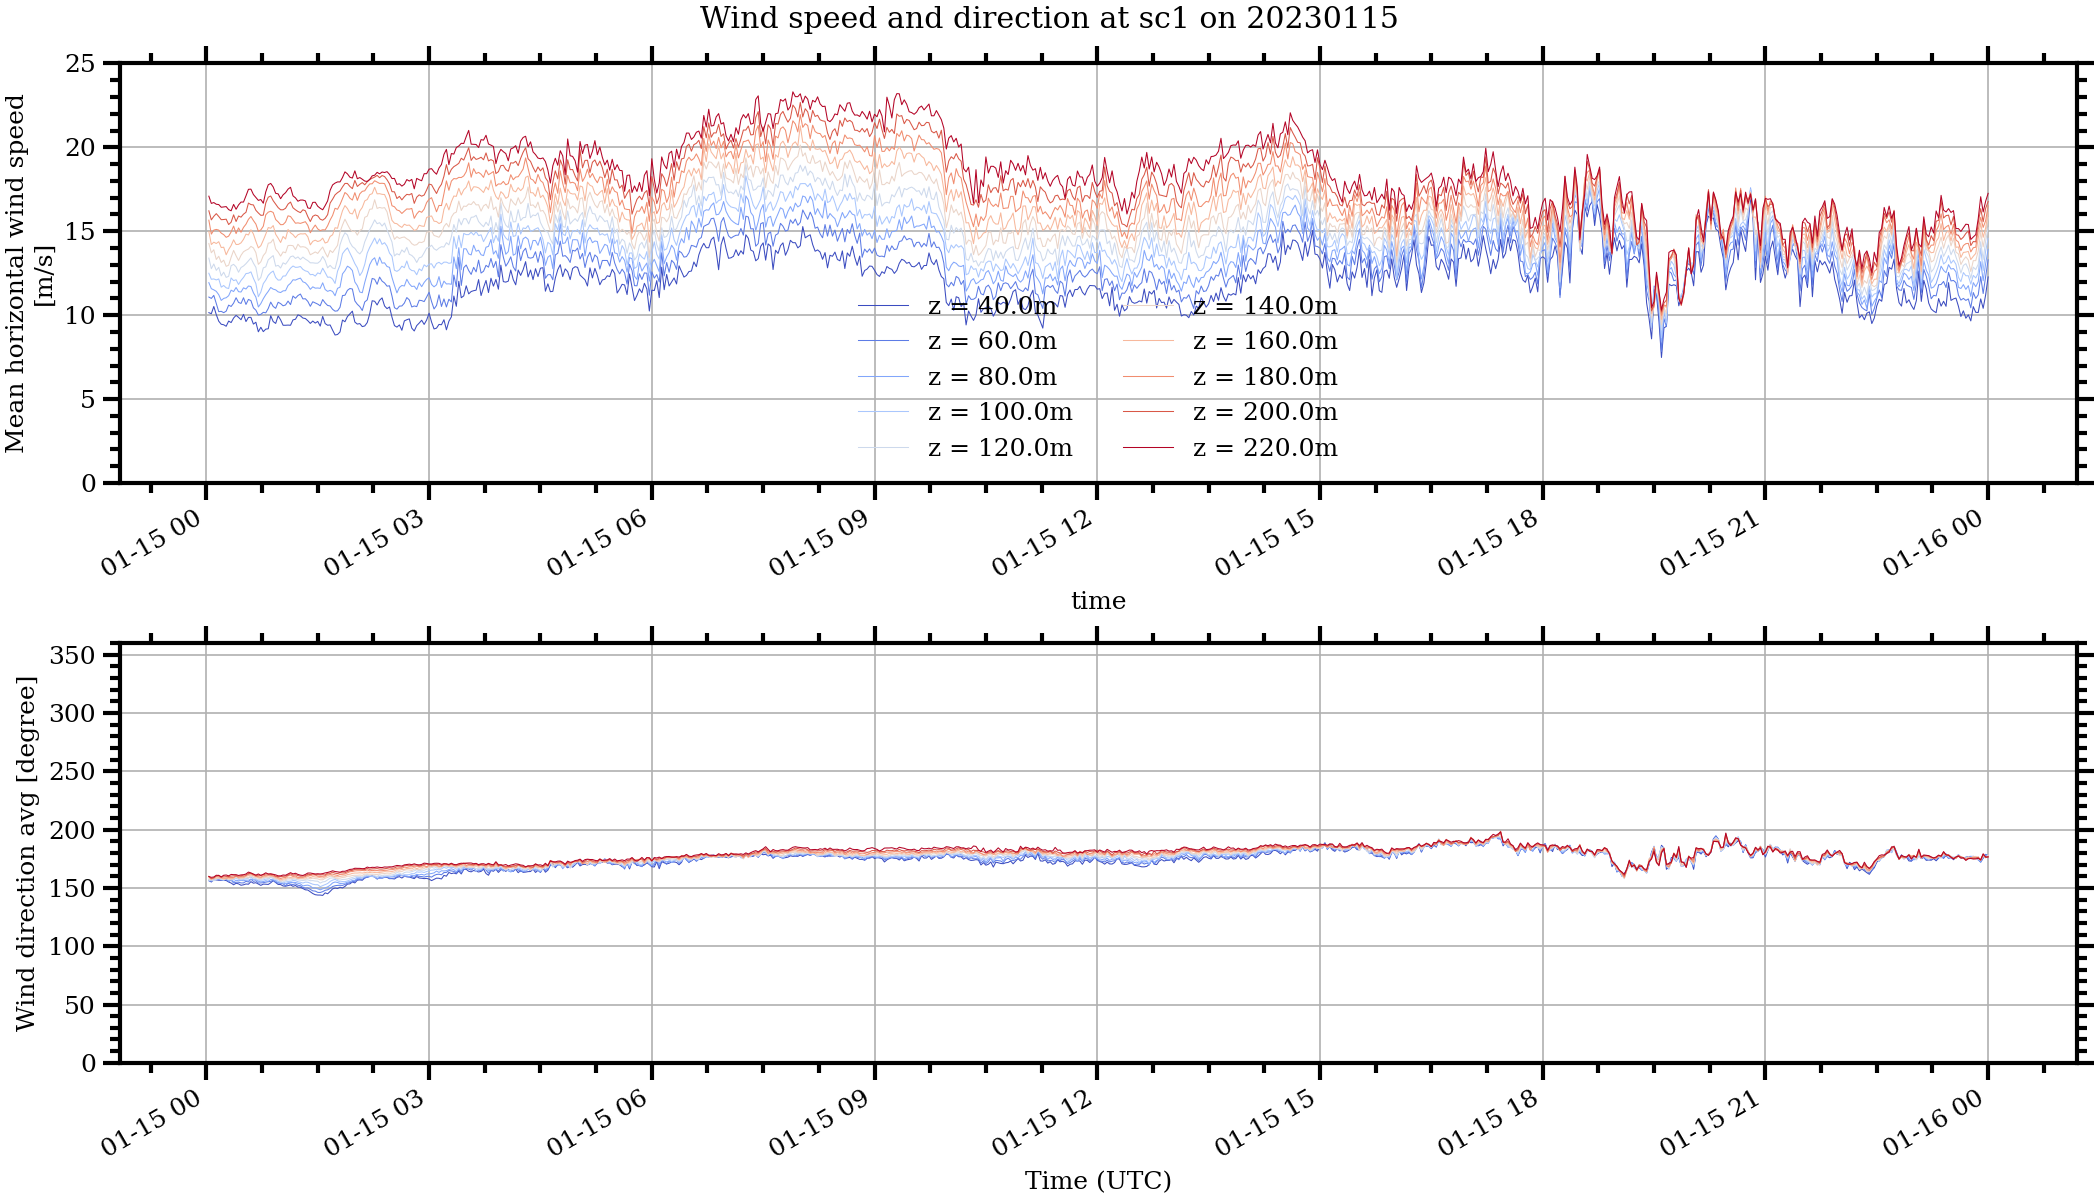 Wind speed and direction at sc1 on 20230115
Mean horizontal wind speed
[m/s]
25
20
15
10
5
0
z = 40.0m
z = 60.0m
z = 80.0m
z = 100.0m
z = 120.0m
z = 140.0m
z = 160.0m
z = 180.0m
z = 200.0m
z = 220.0m
01-15 00
01-15 03
01-15 06
01-15 09
01-15 12
01-15 15
01-15 18
01-15 21
01-16 00
time
Wind direction avg [degree]
350
300
250
200
150
100
50
0
01-15 00
01-15 03
01-15 06
01-15 09
01-15 12
01-15 15
01-15 18
01-15 21
01-16 00
Time (UTC)